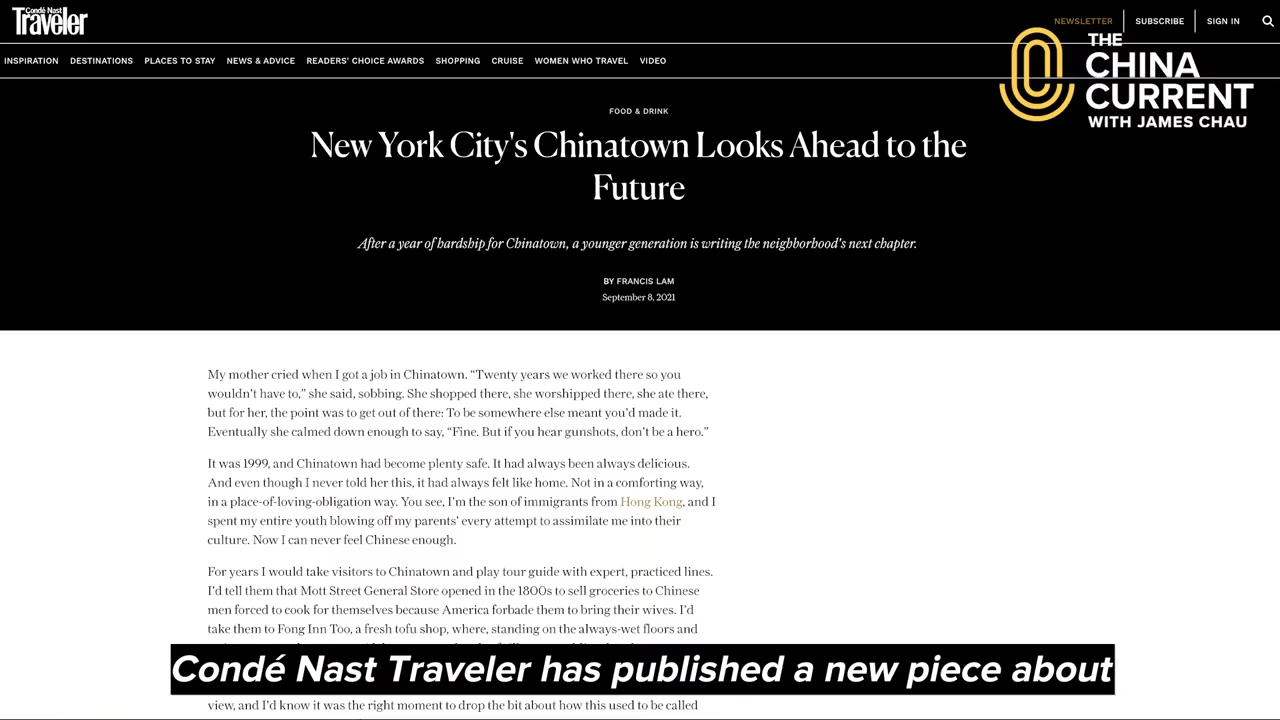 Condé Nast
Traveler
NEWSLETTER
SUBSCRIBE
SIGN IN
INSPIRATION DESTINATIONS PLACES TO STAY NEWS & ADVICE READERS' CHOICE AWARDS SHOPPING CRUISE WOMEN WHO TRAVEL VIDEO
THE
CHINA
CURRENT
WITH JAMES CHAU
FOOD & DRINK
New York City's Chinatown Looks Ahead to the
Future
After a year of hardship for Chinatown, a younger generation is writing the neighborhood's next chapter.
BY FRANCIS LAM
September 8, 2021
My mother cried when I got a job in Chinatown. “Twenty years we worked there so you
wouldn't have to,” she said, sobbing. She shopped there, she worshipped there, she ate there,
but for her, the point was to get out of there: To be somewhere else meant you'd made it.
Eventually she calmed down enough to say, “Fine. But if you hear gunshots, don't be a hero.”
It was 1999, and Chinatown had become plenty safe. It had always been always delicious.
And even though I never told her this, it had always felt like home. Not in a comforting way,
in a place-of-loving-obligation way. You see, I'm the son of immigrants from Hong Kong, and I
spent my entire youth blowing off my parents' every attempt to assimilate me into their
culture. Now I can never feel Chinese enough.
For years I would take visitors to Chinatown and play tour guide with expert, practiced lines.
I'd tell them that Mott Street General Store opened in the 1800s to sell groceries to Chinese
men forced to cook for themselves because America forbade them to bring their wives. I'd
take them to Fong Inn Too, a fresh tofu shop, where, standing on the always-wet floors and
Condé Nast Traveler has published a new piece about
view, and I'd know it was the right moment to drop the bit about how this used to be called